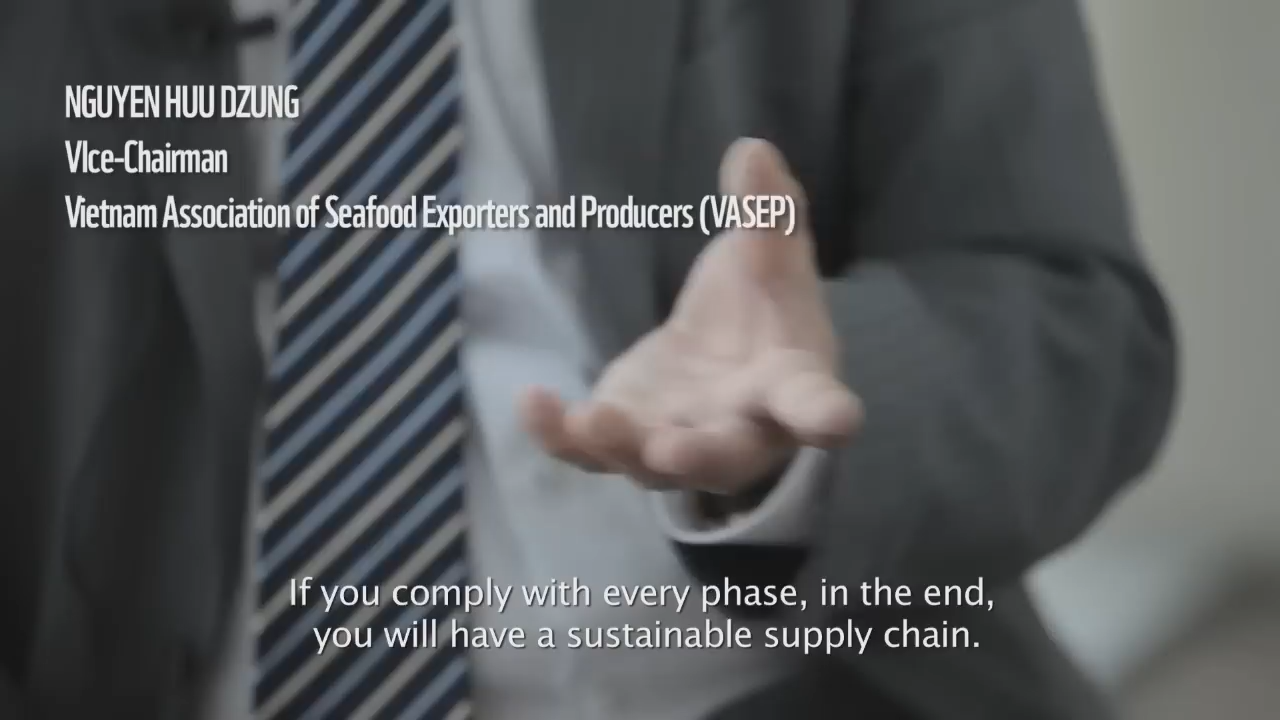 NGUYEN HUU DZUNG
VIce-Chairman
Vietnam Association of Seafood Exporters and Producers (VASEP)
If you comply with every phase, in the end,
you will have a sustainable supply chain.